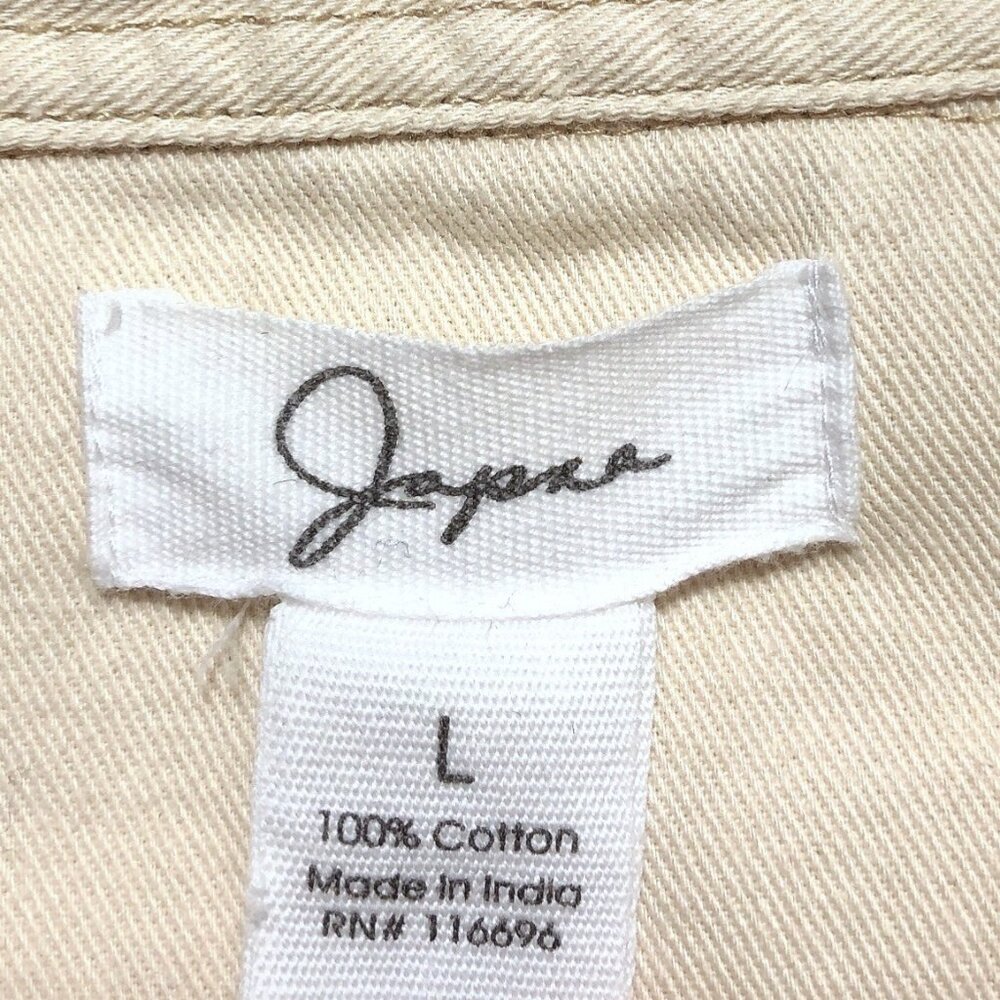 Japna
L
100% Cotton
Made In India
RN# 116696